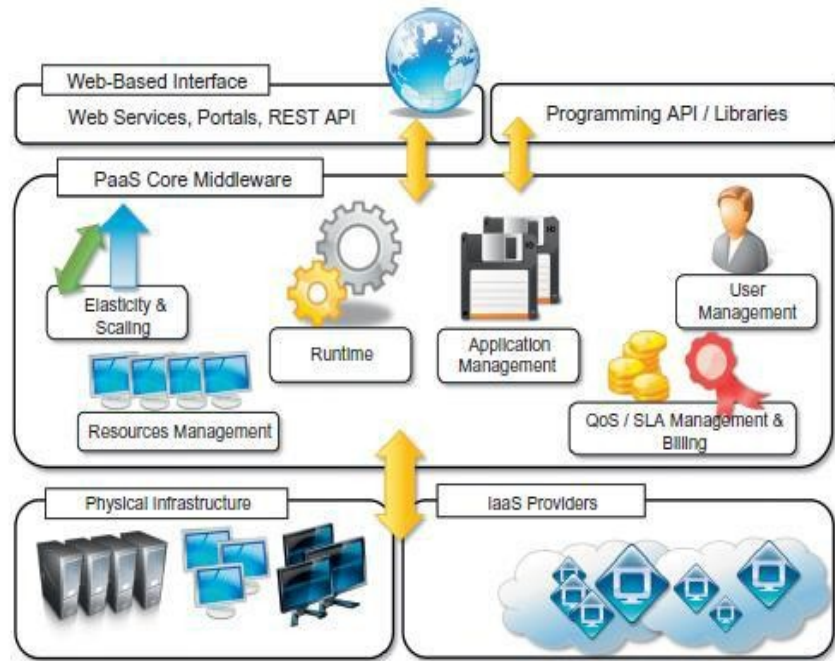 Web-Based Interface
Web Services, Portals, REST API
Programming API / Libraries
PaaS Core Middleware
Elasticity &
Scaling
Runtime
Application
Management
User
Management
Resources Management
QoS / SLA Management &
Billing
Physical Infrastructure
IaaS Providers